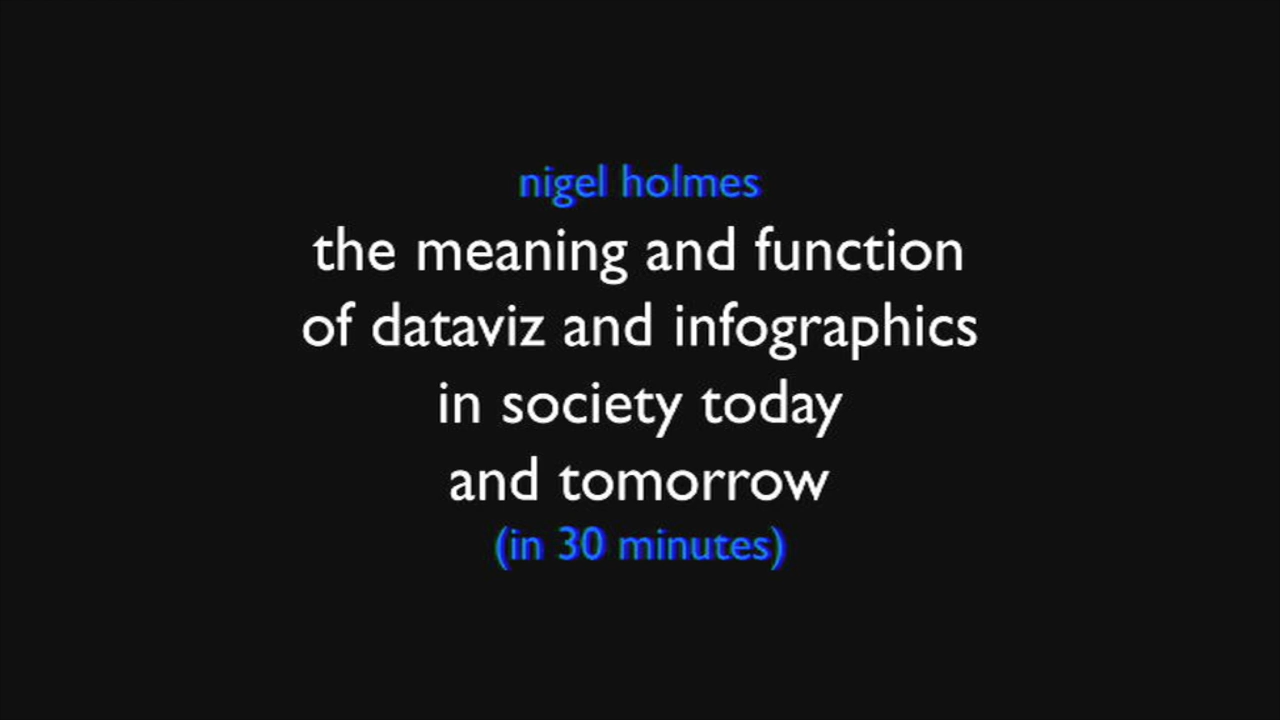 nigel holmes
the meaning and function
of dataviz and infographics
in society today
and tomorrow
(in 30 minutes)